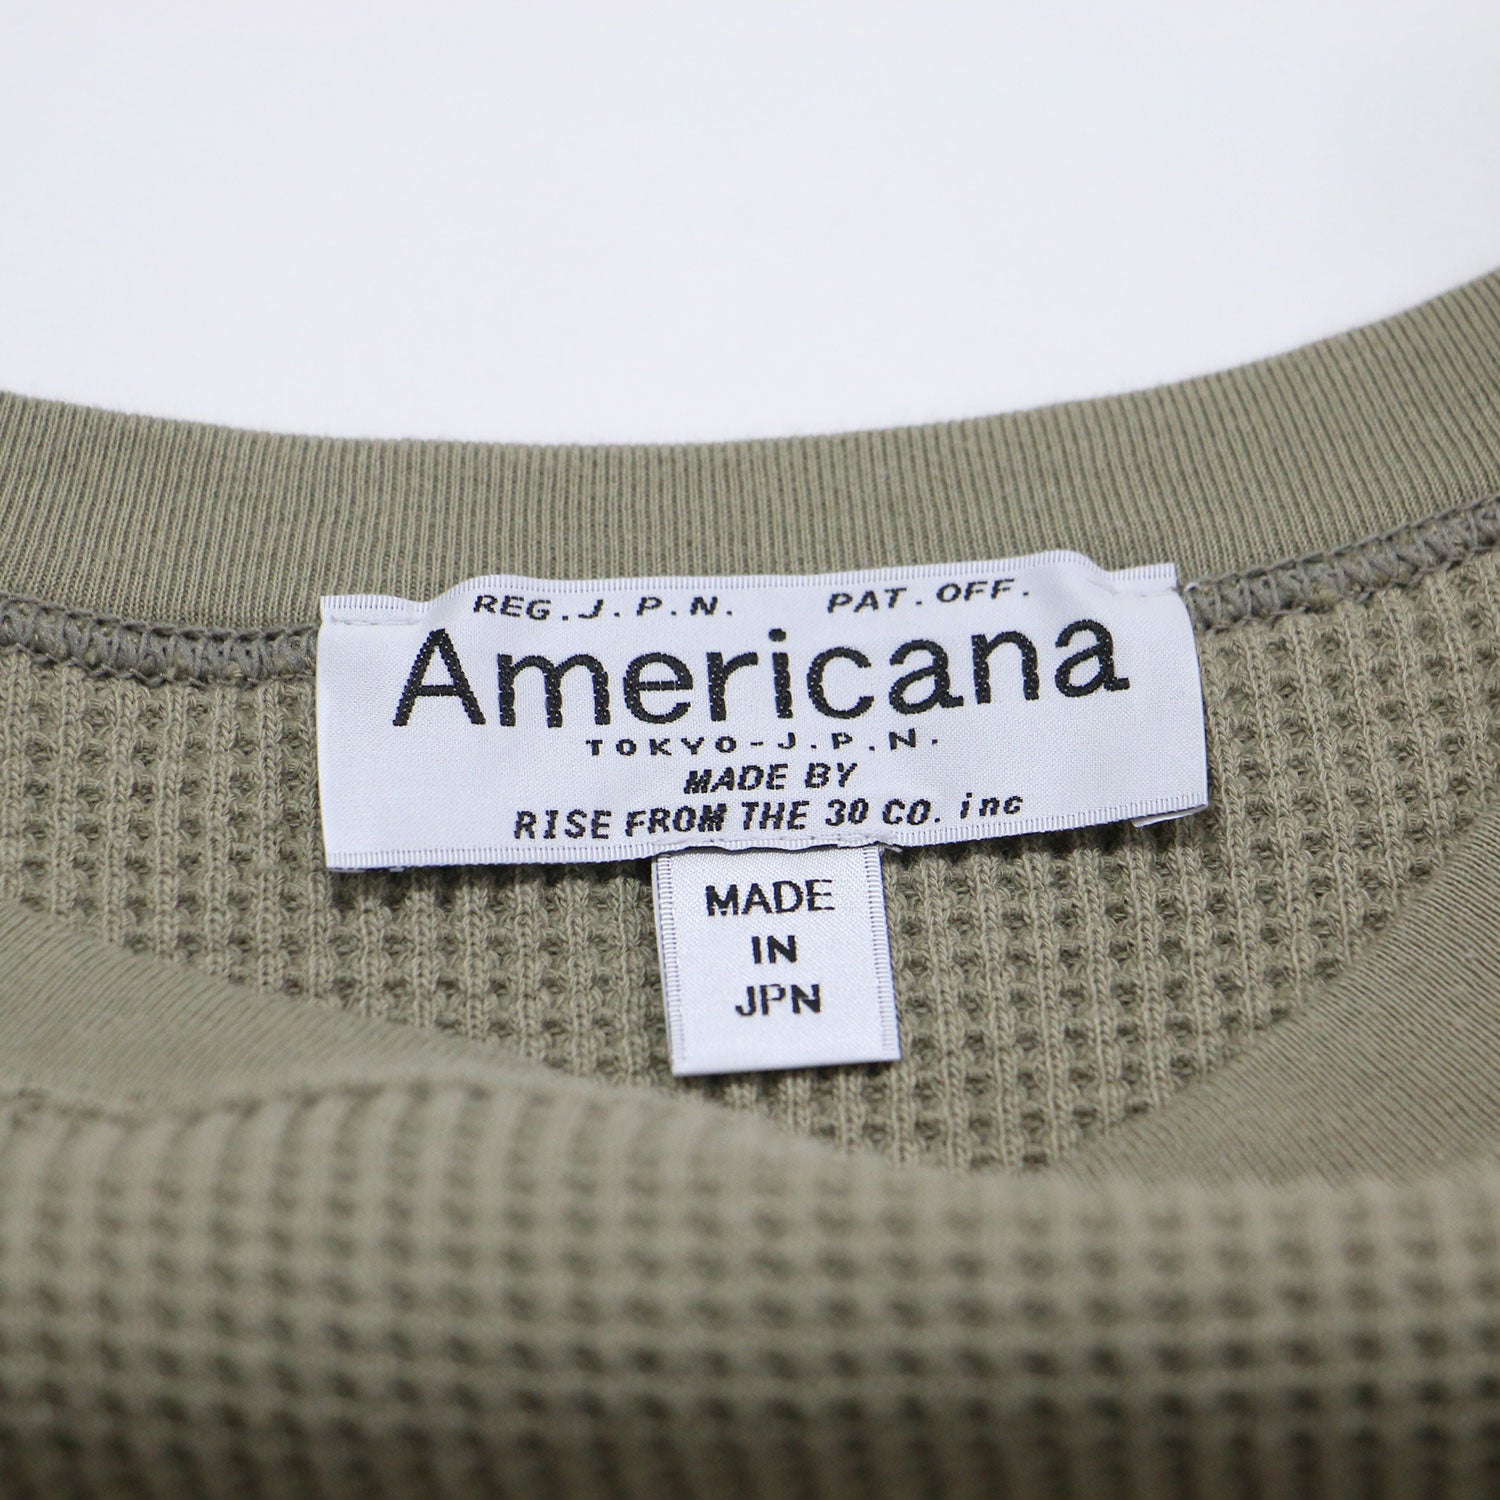 REG.J.P.N. PAT.OFF.
Americana
TOKYO-J.P.N.
MADE BY
RISE FROM THE 30 CO. inc
MADE
IN
JPN